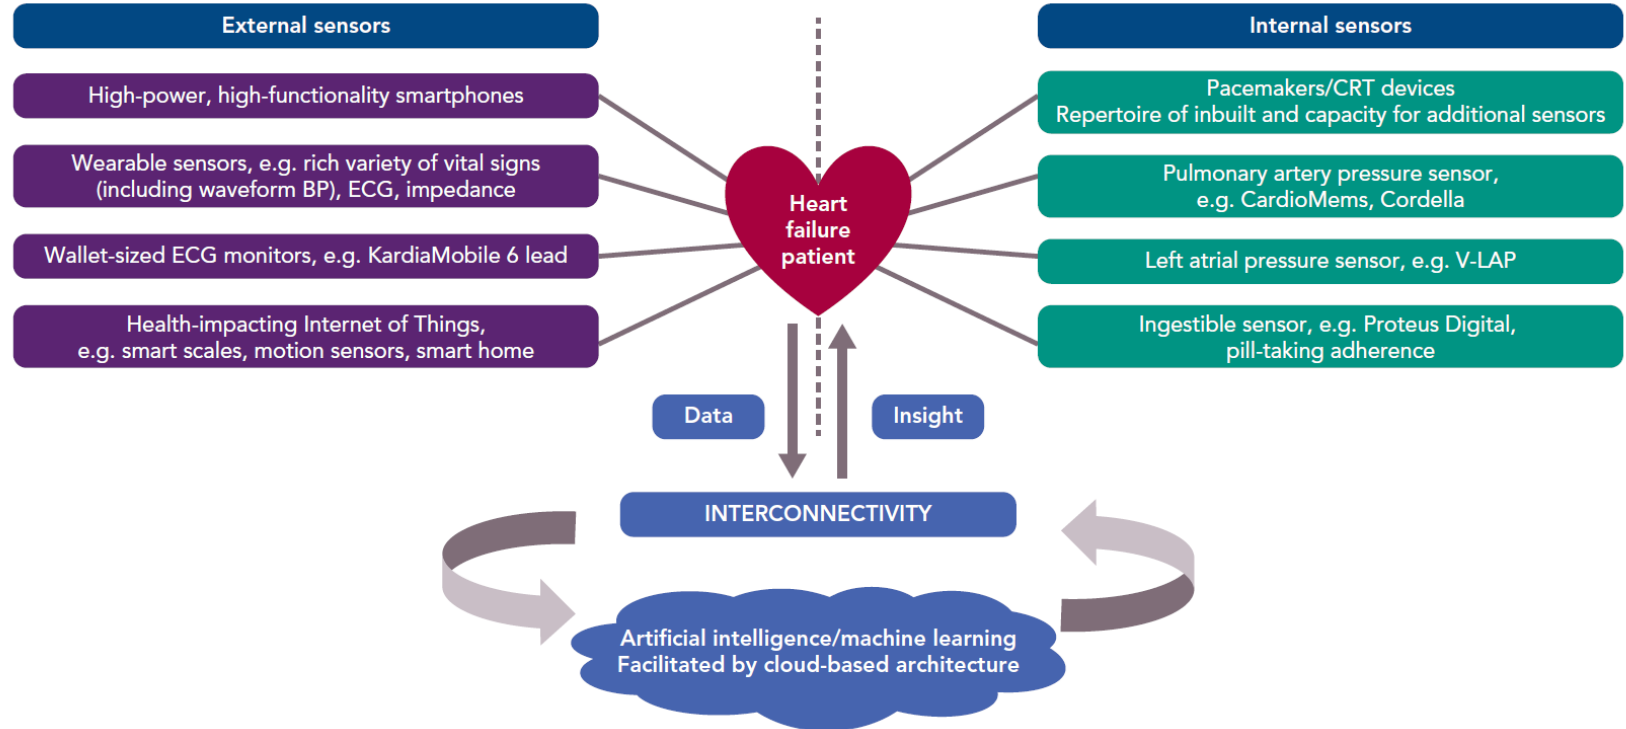 External sensors
High-power, high-functionality smartphones
Wearable sensors, e.g. rich variety of vital signs
(including waveform BP), ECG, impedance
Wallet-sized ECG monitors, e.g. KardiaMobile 6 lead
Health-impacting Internet of Things,
e.g. smart scales, motion sensors, smart home
Heart
failure
patient
Internal sensors
Pacemakers/CRT devices
Repertoire of inbuilt and capacity for additional sensors
Pulmonary artery pressure sensor,
e.g. CardioMems, Cordella
Left atrial pressure sensor, e.g. V-LAP
Ingestible sensor, e.g. Proteus Digital,
pill-taking adherence
Data
Insight
INTERCONNECTIVITY
Artificial intelligence/machine learning
Facilitated by cloud-based architecture